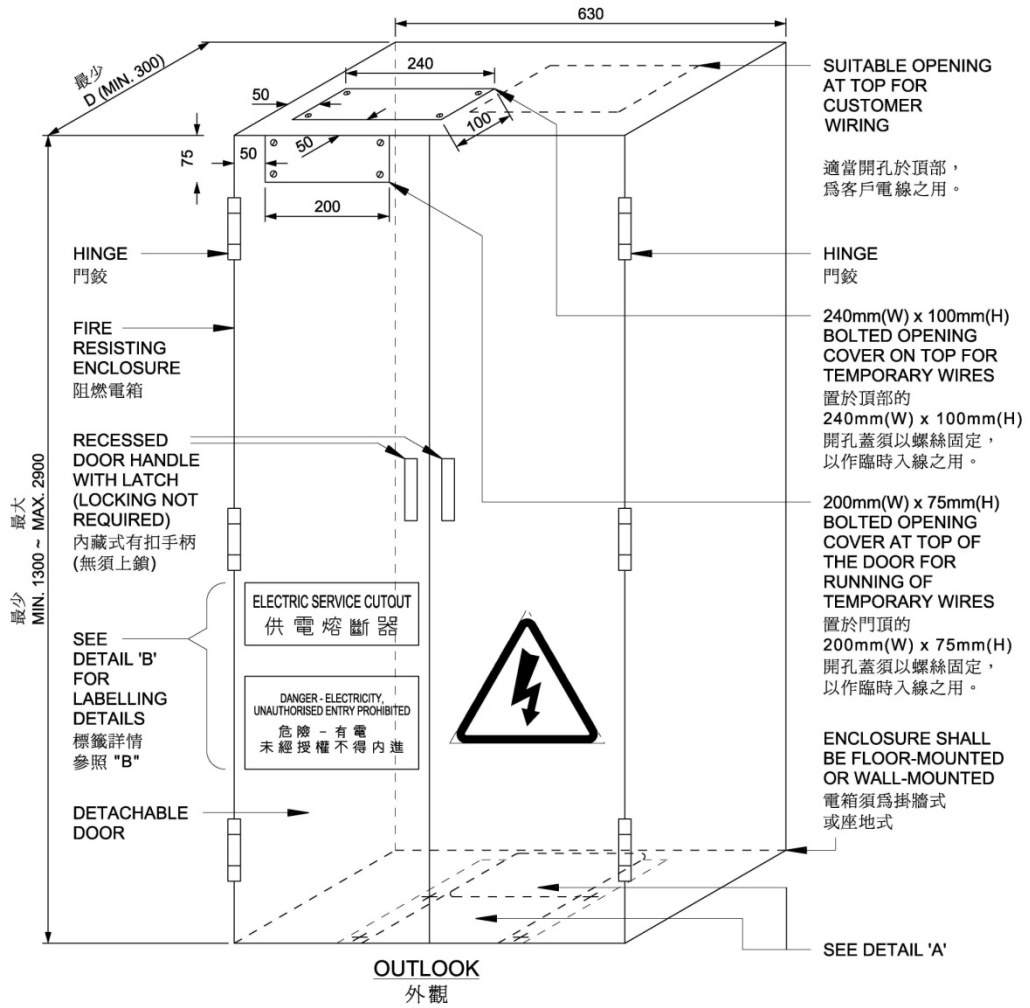 630
最少
D (MIN. 300)
240
50
100
50
75
50
200
SUITABLE OPENING
AT TOP FOR
CUSTOMER
WIRING
適當開孔於頂部，
爲客戶電線之用。
HINGE
門鉸
HINGE
門鉸
FIRE
RESISTING
ENCLOSURE
阻燃電箱
240mm(W) x 100mm(H)
BOLTED OPENING
COVER ON TOP FOR
TEMPORARY WIRES
置於頂部的
240mm(W) x 100mm(H)
開孔蓋須以螺絲固定，
以作臨時入線之用。
RECESSED
DOOR HANDLE
WITH LATCH
(LOCKING NOT
REQUIRED)
內藏式有扣手柄
(無須上鎖)
最少 最大
MIN. 1300 ~ MAX. 2900
200mm(W) x 75mm(H)
BOLTED OPENING
COVER AT TOP OF
THE DOOR FOR
RUNNING OF
TEMPORARY WIRES
置於門頂的
200mm(W) x 75mm(H)
開孔蓋須以螺絲固定，
以作臨時入線之用。
SEE
DETAIL 'B'
FOR
LABELLING
DETAILS
標籤詳情
參照 "B"
ELECTRIC SERVICE CUTOUT
供電熔斷器
DANGER - ELECTRICITY,
UNAUTHORISED ENTRY PROHIBITED
危險 - 有電
未經授權不得內進
ENCLOSURE SHALL
BE FLOOR-MOUNTED
OR WALL-MOUNTED
電箱須爲掛牆式
或座地式
DETACHABLE
DOOR
SEE DETAIL 'A'
OUTLOOK
外觀